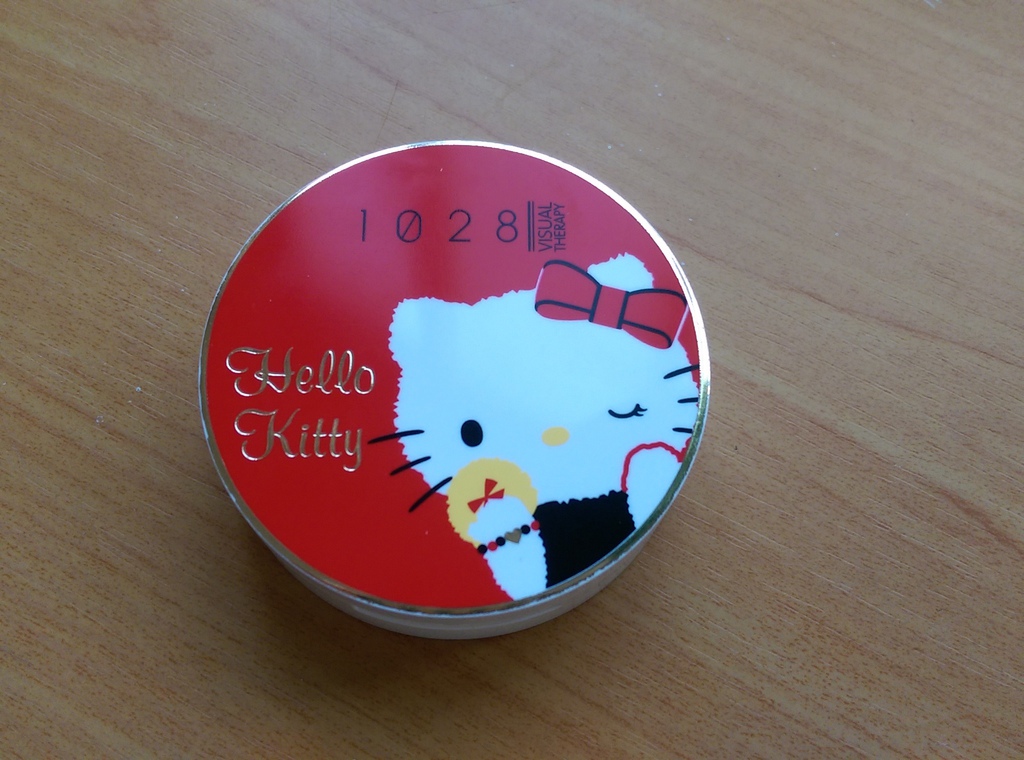 1028
VISUAL
THERAPY
Hello
Kitty